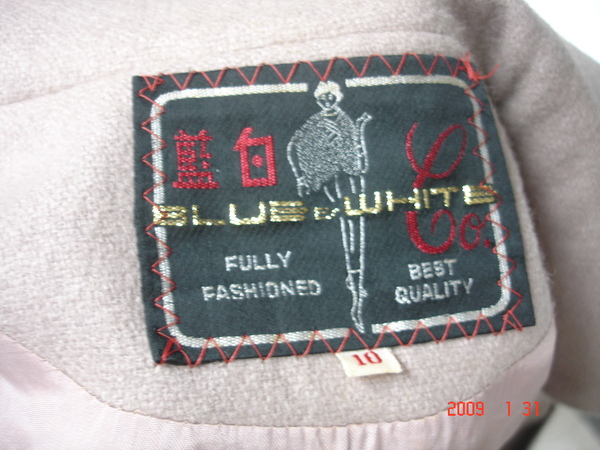 藍白
BLUE & WHITE Co.
FULLY FASHIONED
BEST QUALITY
10
2009 1 31